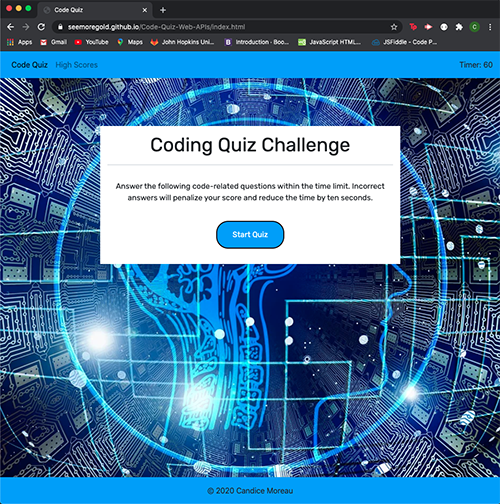 Code Quiz
seemoregold.github.io/Code-Quiz-Web-APIs/index.html
C
Apps Gmail YouTube Maps John Hopkins Uni... Introduction · Boo... JavaScript HTML... JSFiddle - Code P...
Code Quiz High Scores Timer: 60
Coding Quiz Challenge
Answer the following code-related questions within the time limit. Incorrect
answers will penalize your score and reduce the time by ten seconds.
Start Quiz
© 2020 Candice Moreau